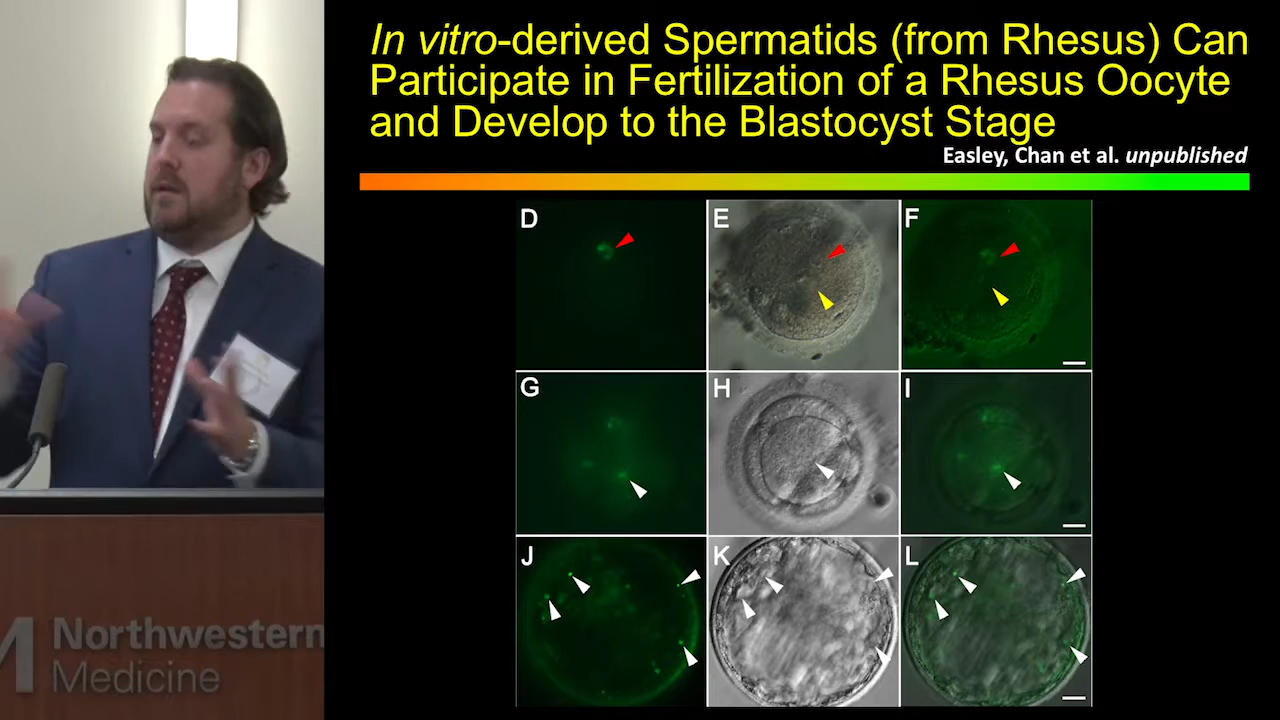 In vitro-derived Spermatids (from Rhesus) Can
Participate in Fertilization of a Rhesus Oocyte
and Develop to the Blastocyst Stage
Easley, Chan et al. unpublished
D E F
G H I
J K L
M Northwestern
Medicine